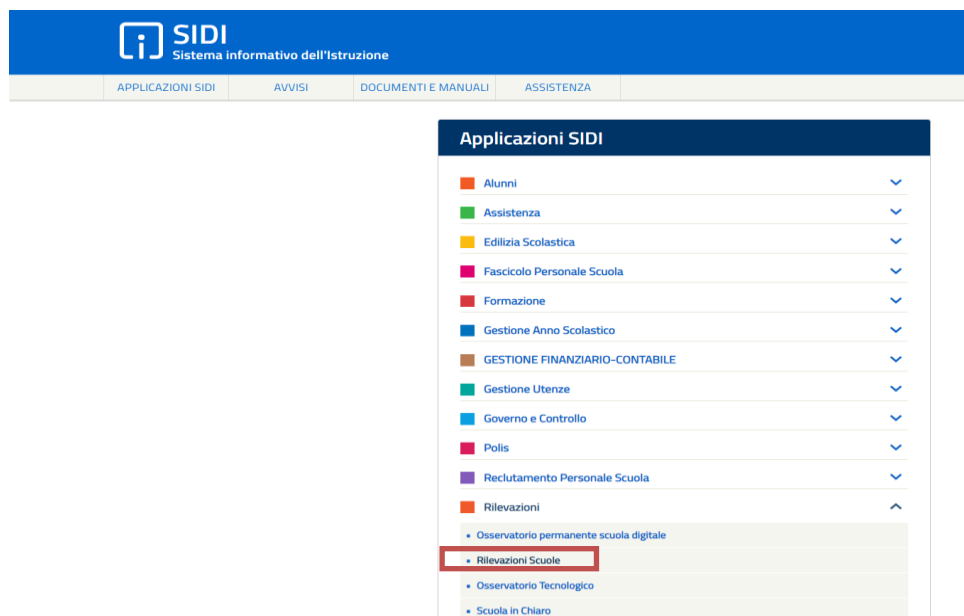 SIDI
Sistema informativo dell'Istruzione
APPLICAZIONI SIDI AVVISI DOCUMENTI E MANUALI ASSISTENZA
Applicazioni SIDI
Alunni
Assistenza
Edilizia Scolastica
Fascicolo Personale Scuola
Formazione
Gestione Anno Scolastico
GESTIONE FINANZIARIO-CONTABILE
Gestione Utenze
Governo e Controllo
Polis
Reclutamento Personale Scuola
Rilevazioni
Osservatorio permanente scuola digitale
Rilevazioni Scuole
Osservatorio Tecnologico
Scuola in Chiaro